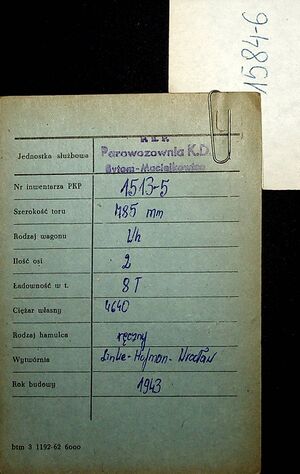 1584-6
P.K.P.
Parowozownia K.D.
Bytom-Maciejkowice
Jednostka służbowa
Nr inwentarza PKP 1513-5
Szerokość toru 785 mm
Rodzaj wagonu Wh
Ilość osi 2
Ładowność w t. 8 T
Ciężar własny 4640
Rodzaj hamulca ręczny
Wytwórnia Linke-Hofman-Wrocław
Rok budowy 1943
btm 3 1192-62 6000